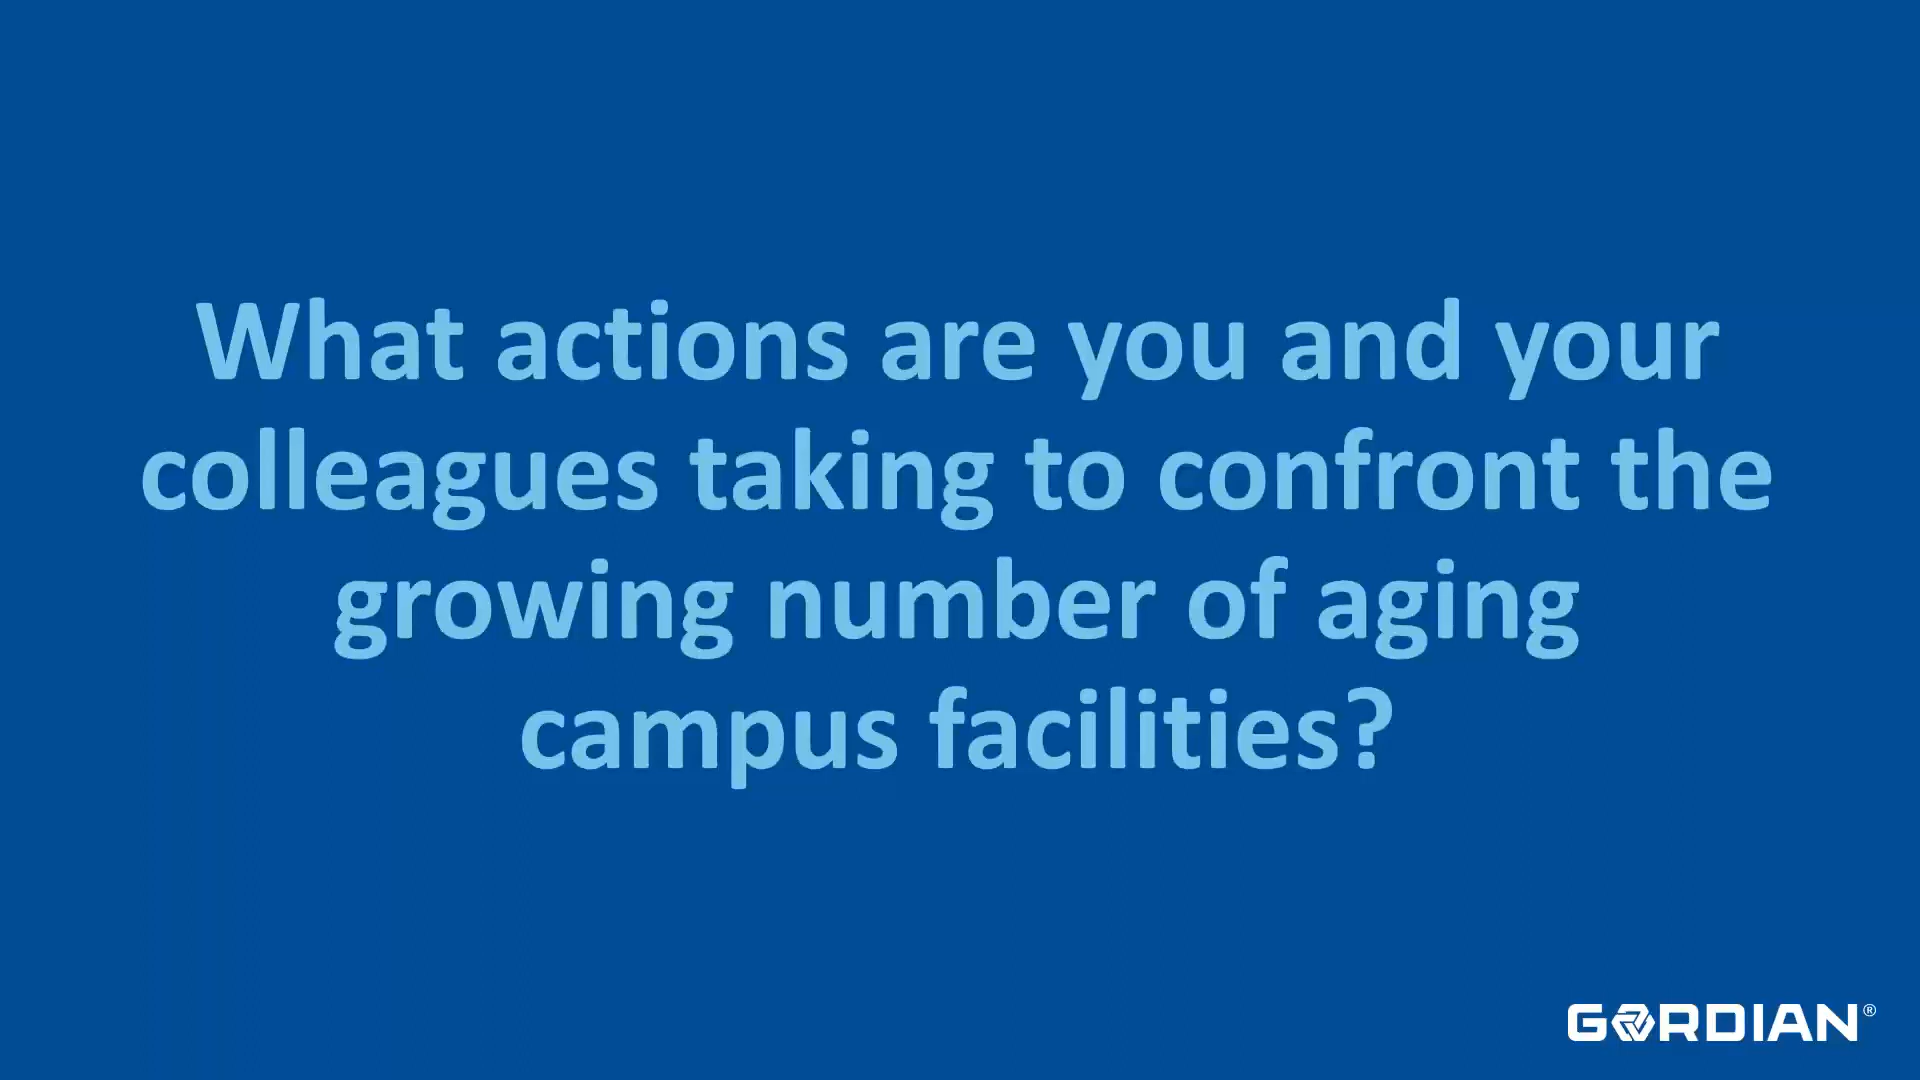 What actions are you and your
colleagues taking to confront the
growing number of aging
campus facilities?
GORDIAN®